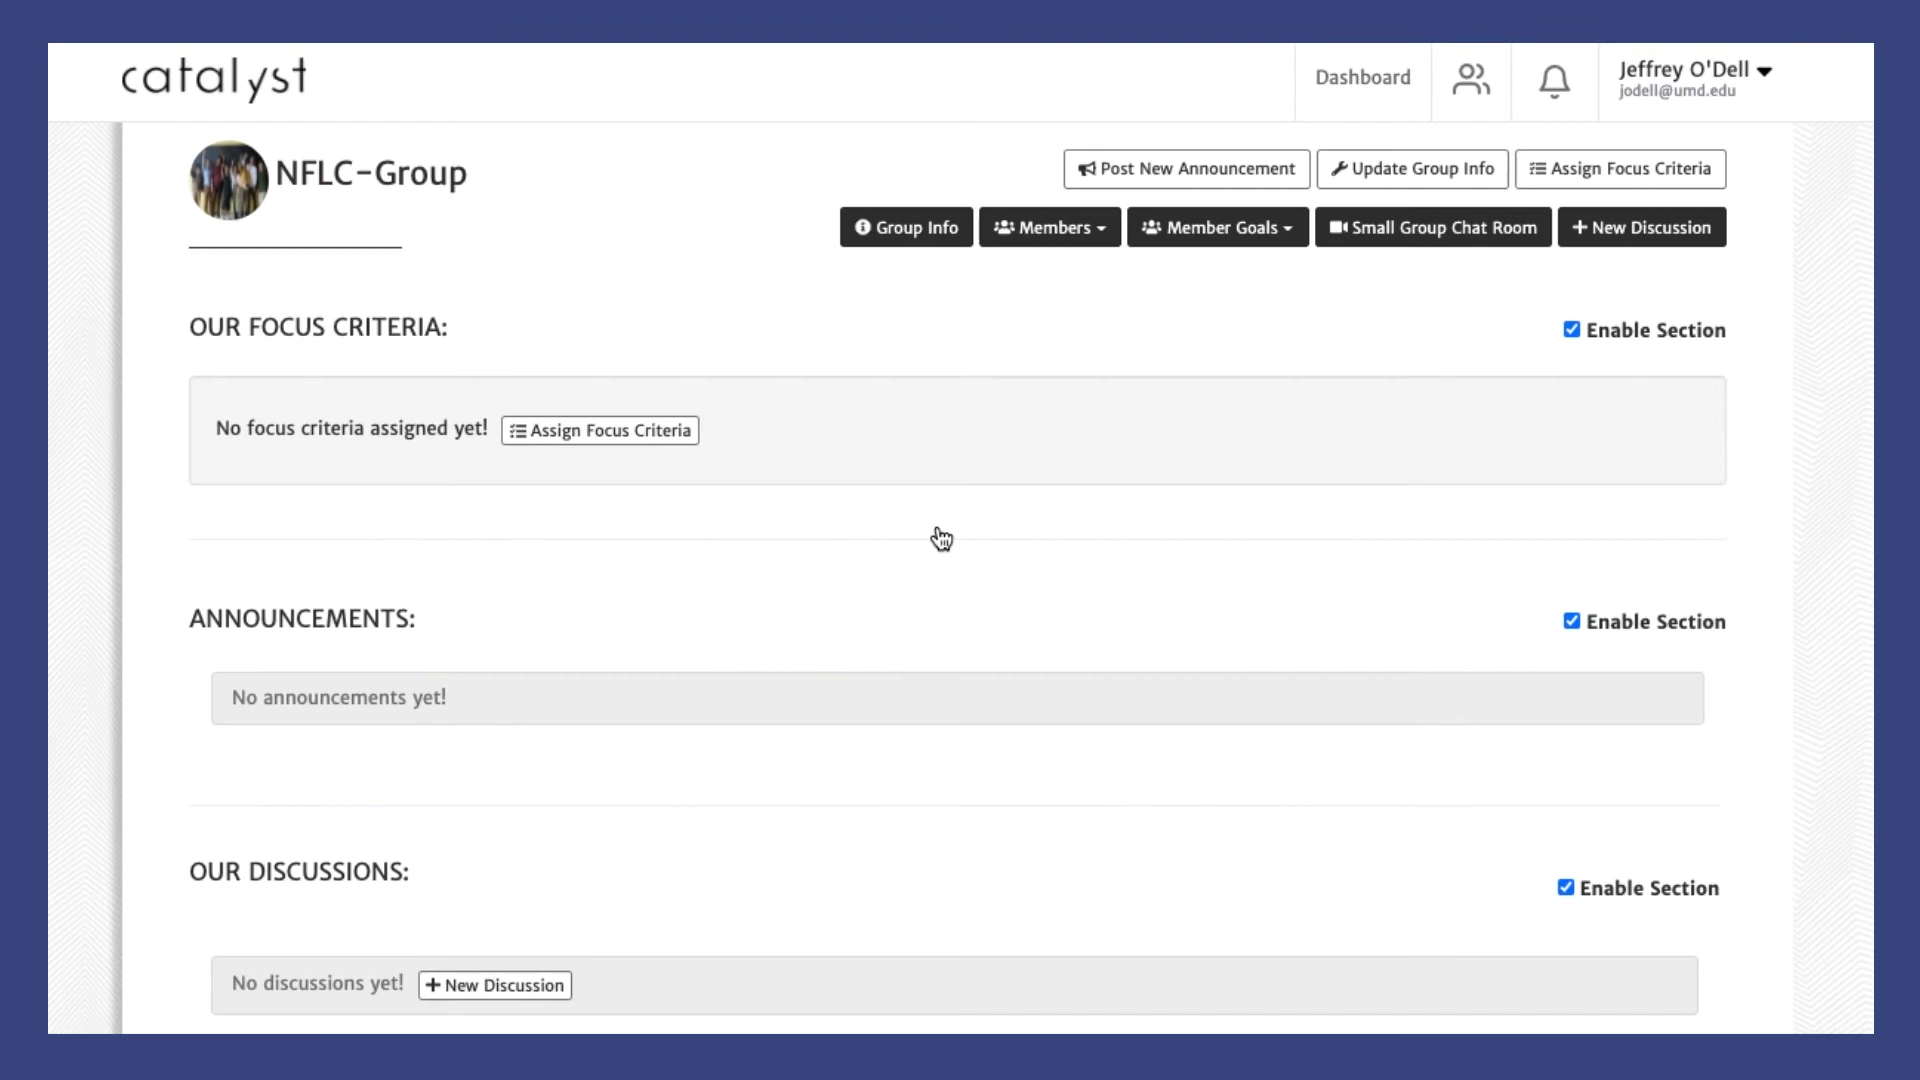 catalyst
Dashboard
Jeffrey O'Dell
jodell@umd.edu
NFLC-Group
Post New Announcement
Update Group Info
Assign Focus Criteria
Group Info
Members
Member Goals
Small Group Chat Room
+ New Discussion
OUR FOCUS CRITERIA:
Enable Section
No focus criteria assigned yet!
Assign Focus Criteria
ANNOUNCEMENTS:
Enable Section
No announcements yet!
OUR DISCUSSIONS:
Enable Section
No discussions yet!
+ New Discussion